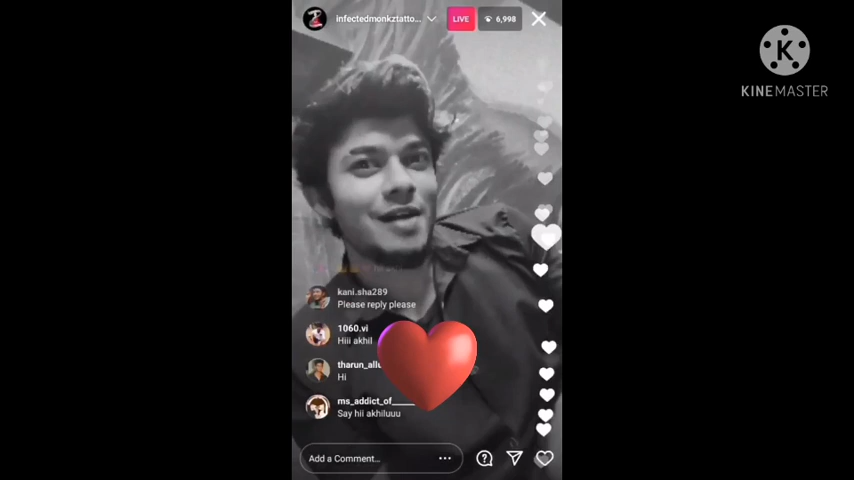 infectedmonkztatto...
LIVE
6,998
KINEMASTER
kani.sha289
Please reply please
1060.vi
Hiii akhil
tharun_allu
Hi
ms_addict_of_____
Say hii akhiluuu
Add a Comment...